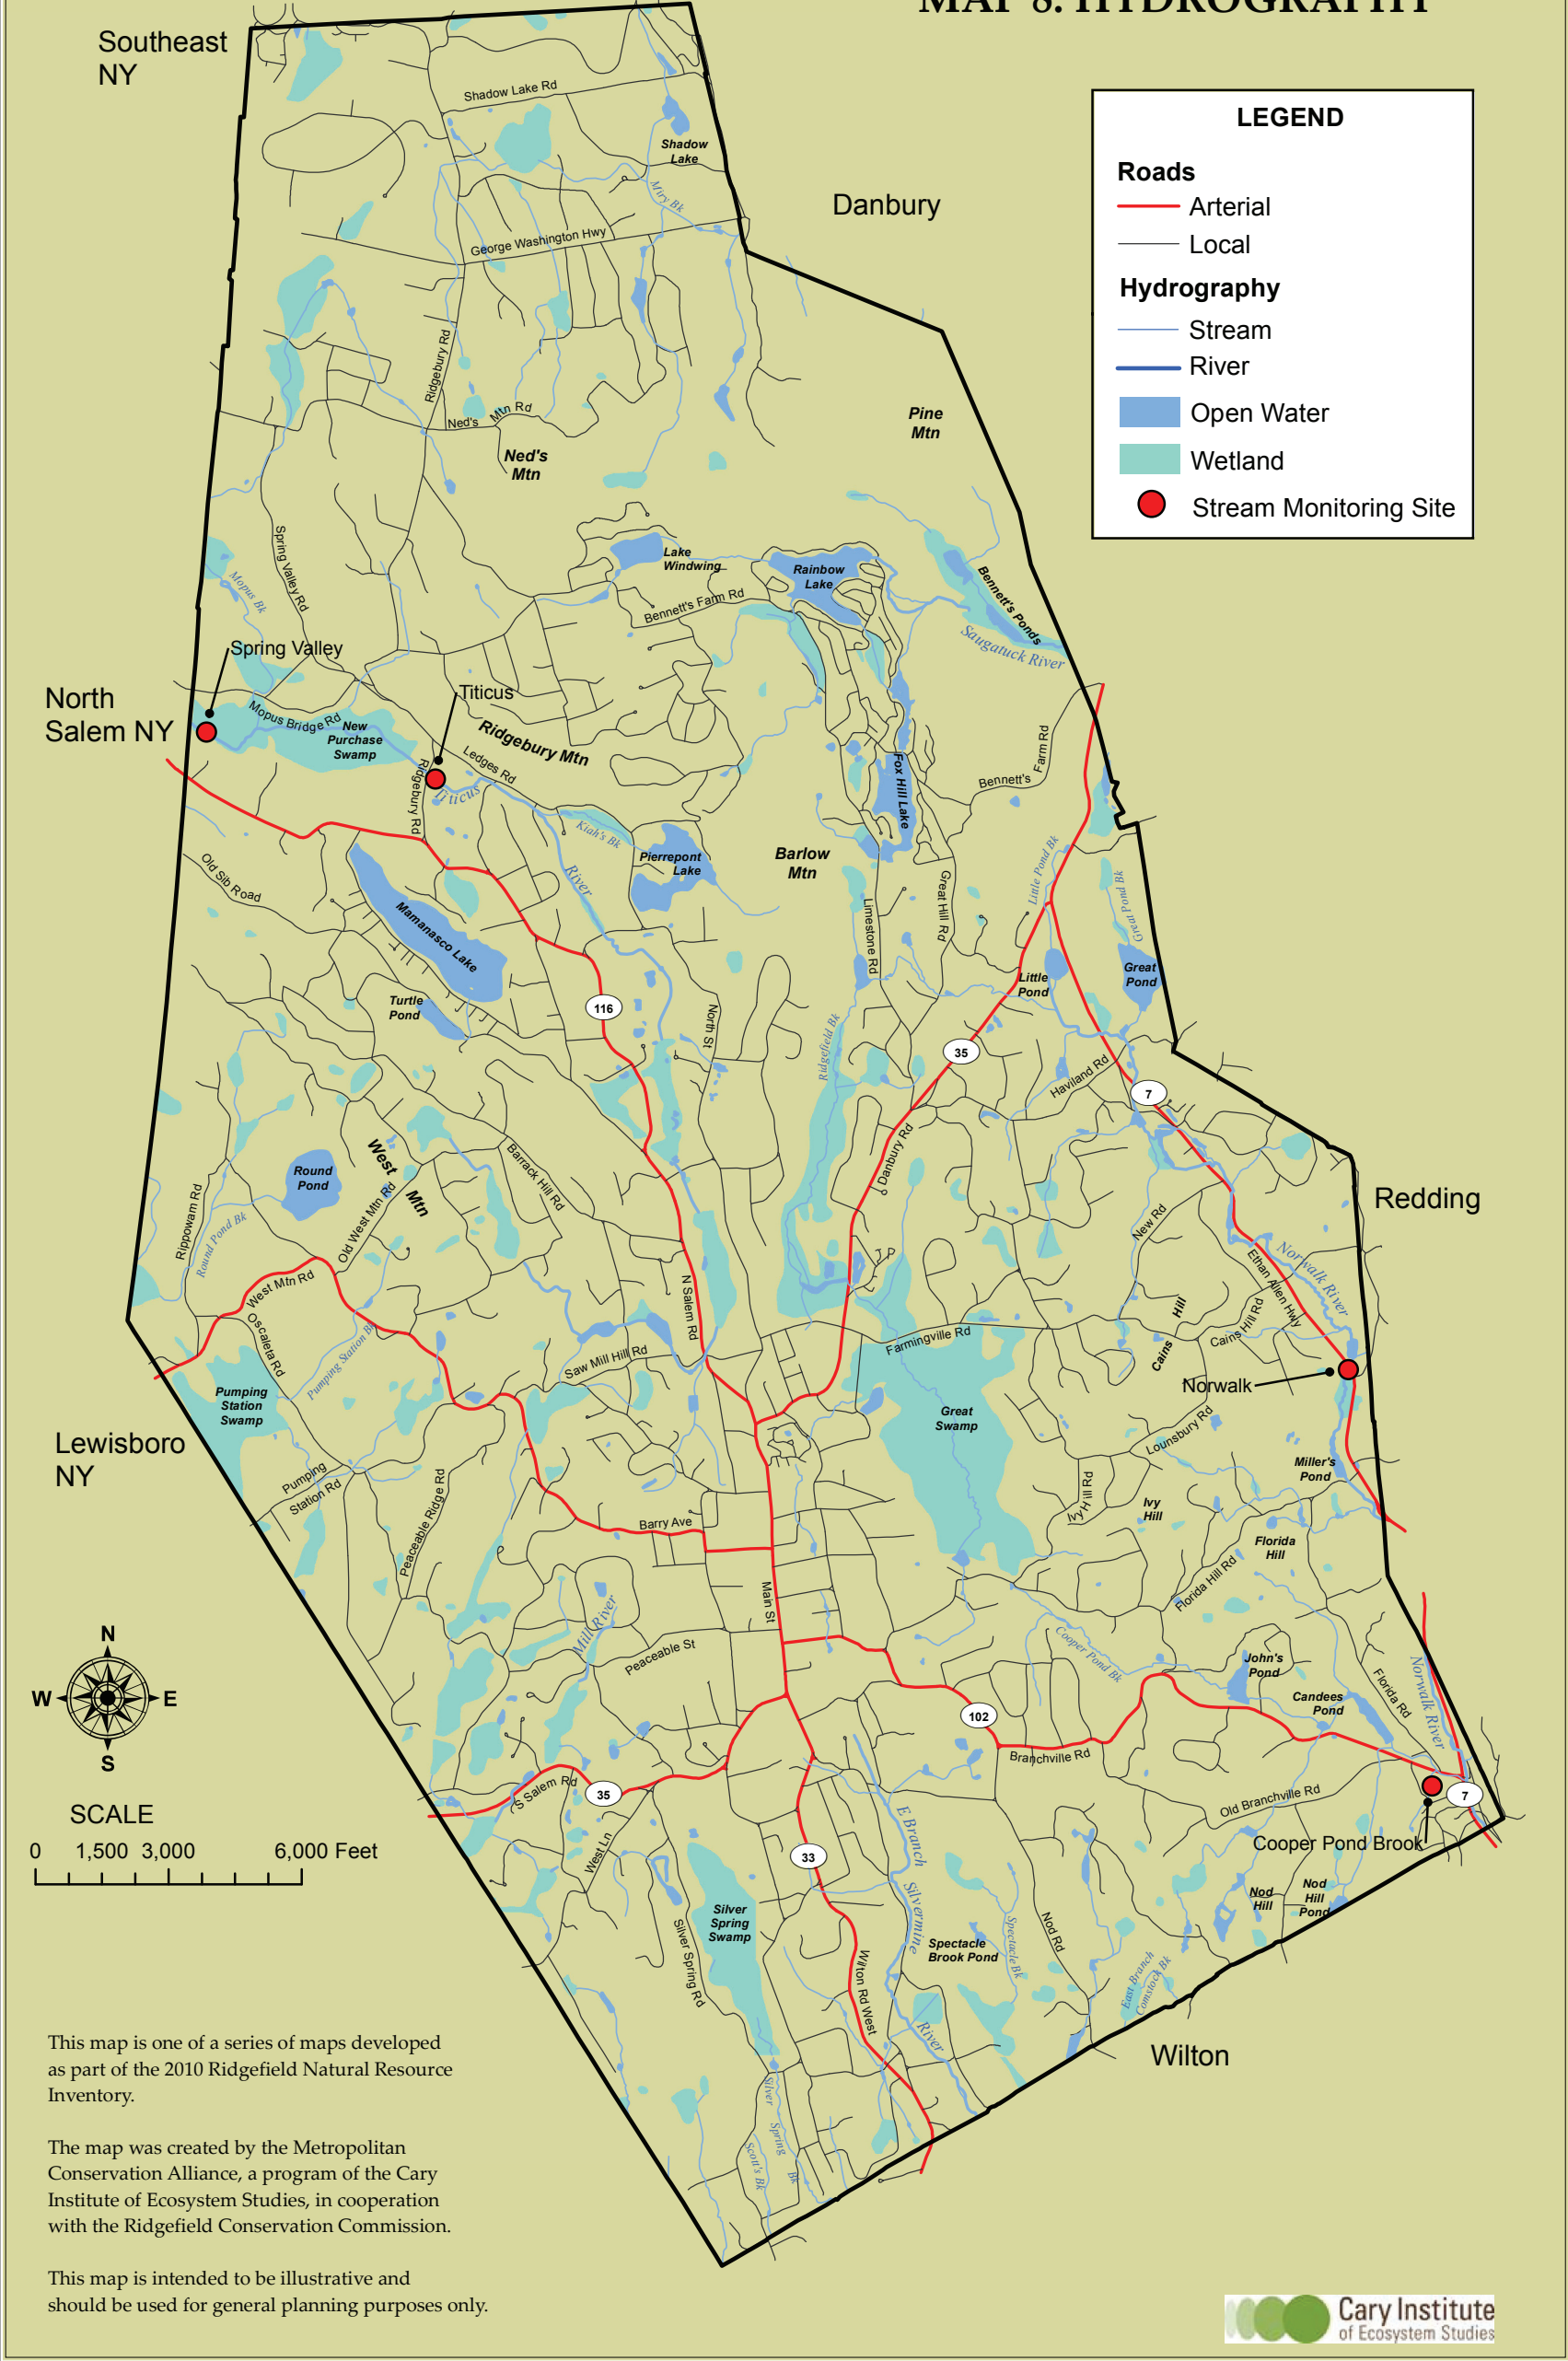 MAP 8: HYDROGRAPHY
Southeast
NY
LEGEND
Roads
Arterial
Local
Hydrography
Stream
River
Open Water
Wetland
Stream Monitoring Site
Shadow Lake Rd
Shadow
Lake
Miry Bk
Danbury
George Washington Hwy
Ridgebury Rd
Ned's
Mtn Rd
Ned's
Mtn
Pine
Mtn
Spring Valley Rd
Mopus Bk
Lake
Windwing
Rainbow
Lake
Bennett's Farm Rd
Bennett's Ponds
Saugatuck River
Spring Valley
North
Salem NY
Titicus
Mopus Bridge Rd
New
Purchase
Swamp
Ridgebury Mtn
Ledges Rd
Ridgebury Rd
Titicus
River
Kiah's Bk
Pierrepont
Lake
Barlow
Mtn
Fox Hill Lake
Bennett's
Farm Rd
Old Sib Road
Mamanasco Lake
Turtle
Pond
116
North St
Limestone Rd
Great Hill Rd
Little Pond Bk
Great Pond Bk
Little
Pond
Great
Pond
Ridgefield Bk
35
Haviland Rd
7
West
Mtn
Round
Pond
Barrack Hill Rd
Rippowam Rd
Round Pond Bk
Old West Mtn Rd
Danbury Rd
New Rd
Redding
West Mtn Rd
Oscaleta Rd
Pumping Station Bk
N Salem Rd
Saw Mill Hill Rd
Farmingville Rd
Cains
Hill
Cains Hill Rd
Ethan Allen Hwy
Norwalk River
Norwalk
Pumping
Station
Swamp
Great
Swamp
Lewisboro
NY
Pumping
Station Rd
Peaceable Ridge Rd
Lounsbury Rd
Miller's
Pond
Ivy Hill Rd
Ivy
Hill
Barry Ave
Florida
Hill
Florida Hill Rd
Main St
Mill River
Peaceable St
Cooper Pond Bk
John's
Pond
Candees
Pond
Florida Rd
Norwalk River
N
W
E
S
102
Branchville Rd
S Salem Rd
35
Old Branchville Rd
7
Cooper Pond Brook
SCALE
0
1,500
3,000
6,000 Feet
West Ln
33
E Branch
Silvermine
River
Silver
Spring
Swamp
Silver Spring Rd
Wilton Rd West
Spectacle
Brook Pond
Spectacle Bk
Nod Rd
Nod
Hill
Nod
Hill
Pond
East Branch
Comstock Bk
Wilton
Silver
Spring
Bk
Scott's Bk
This map is one of a series of maps developed
as part of the 2010 Ridgefield Natural Resource
Inventory.
The map was created by the Metropolitan
Conservation Alliance, a program of the Cary
Institute of Ecosystem Studies, in cooperation
with the Ridgefield Conservation Commission.
This map is intended to be illustrative and
should be used for general planning purposes only.
Cary Institute
of Ecosystem Studies